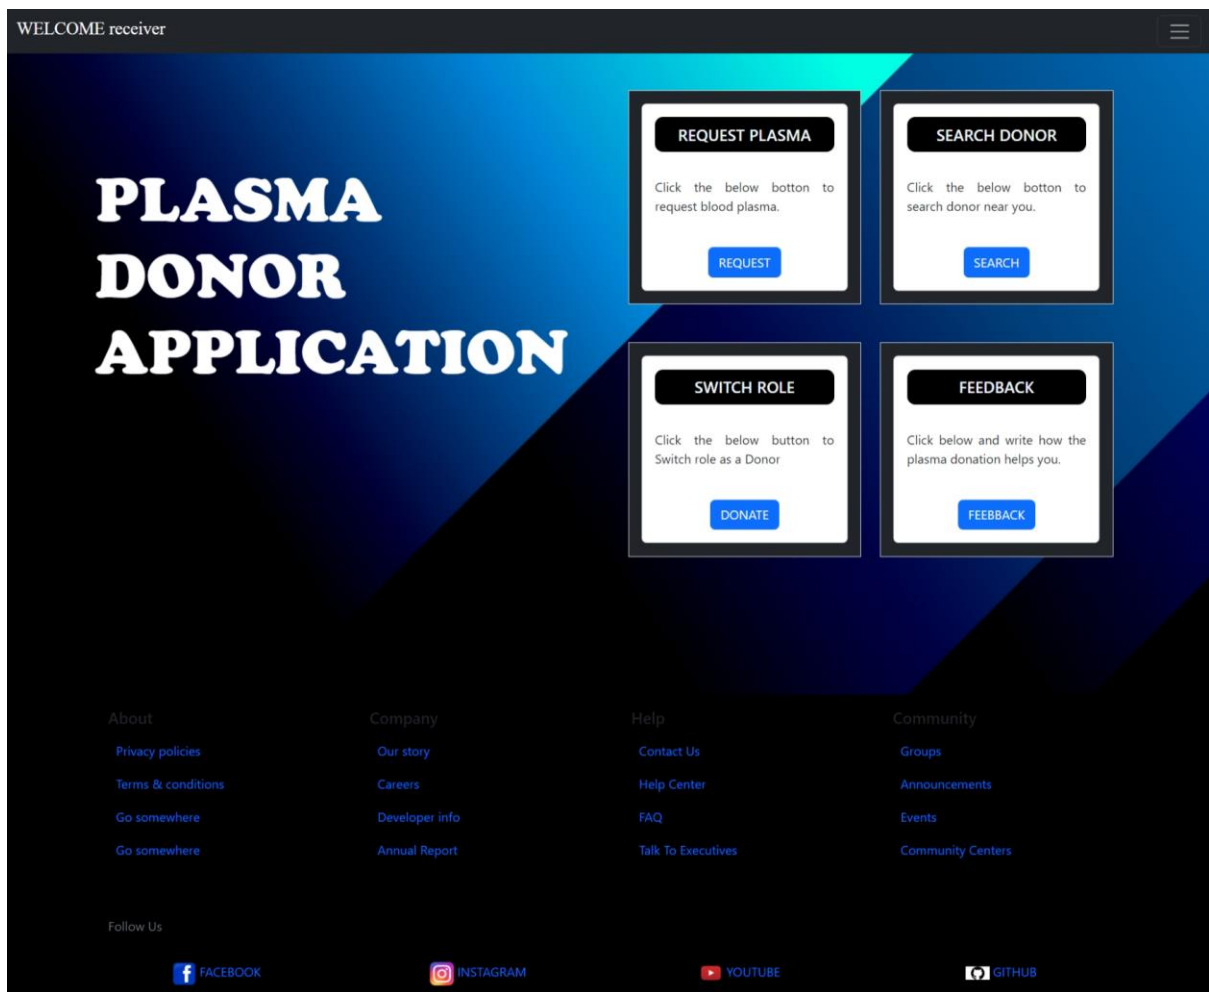 WELCOME receiver
PLASMA
DONOR
APPLICATION
REQUEST PLASMA
Click the below botton to
request blood plasma.
REQUEST
SEARCH DONOR
Click the below botton to
search donor near you.
SEARCH
SWITCH ROLE
Click the below button to
Switch role as a Donor
DONATE
FEEDBACK
Click below and write how the
plasma donation helps you.
FEEBBACK
About
Privacy policies
Terms & conditions
Go somewhere
Go somewhere
Company
Our story
Careers
Developer info
Annual Report
Help
Contact Us
Help Center
FAQ
Talk To Executives
Community
Groups
Announcements
Events
Community Centers
Follow Us
FACEBOOK
INSTAGRAM
YOUTUBE
GITHUB